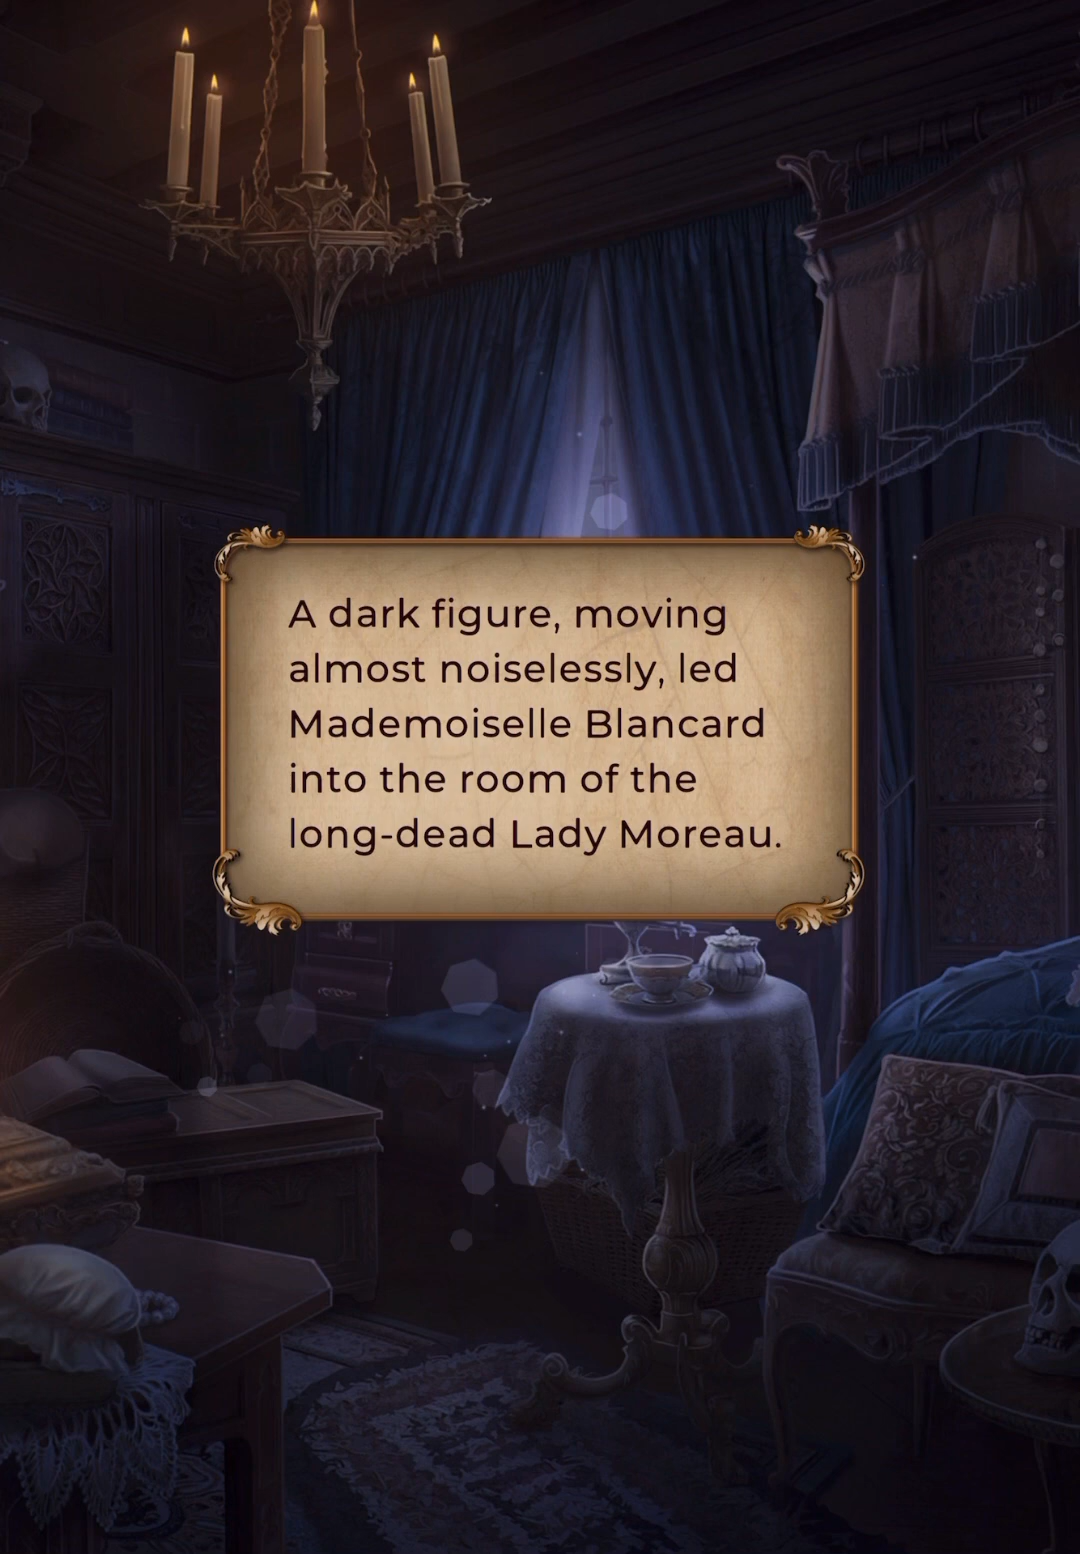 A dark figure, moving
almost noiselessly, led
Mademoiselle Blancard
into the room of the
long-dead Lady Moreau.